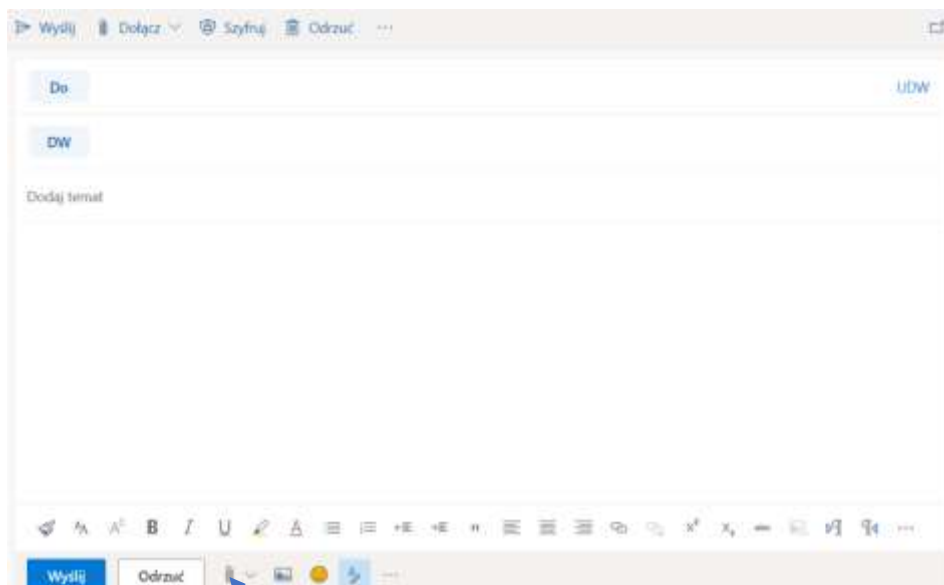 Wyślij Dołącz Szyfruj Odrzuć ...
Do UDW
DW
Dodaj temat
B I U A
Wyślij Odrzuć ...